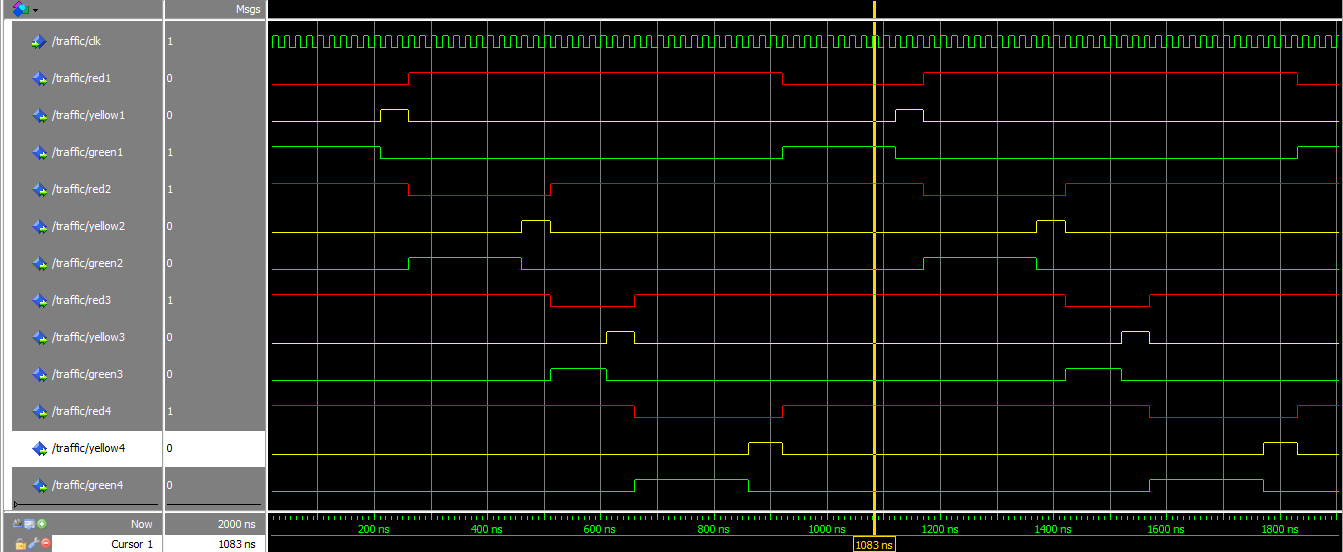 Msgs
/traffic/clk 1
/traffic/red1 0
/traffic/yellow1 0
/traffic/green1 1
/traffic/red2 1
/traffic/yellow2 0
/traffic/green2 0
/traffic/red3 1
/traffic/yellow3 0
/traffic/green3 0
/traffic/red4 1
/traffic/yellow4 0
/traffic/green4 0
Now 2000 ns 200 ns 400 ns 600 ns 800 ns 1000 ns 1200 ns 1400 ns 1600 ns 1800 ns
Cursor 1 1083 ns 1083 ns